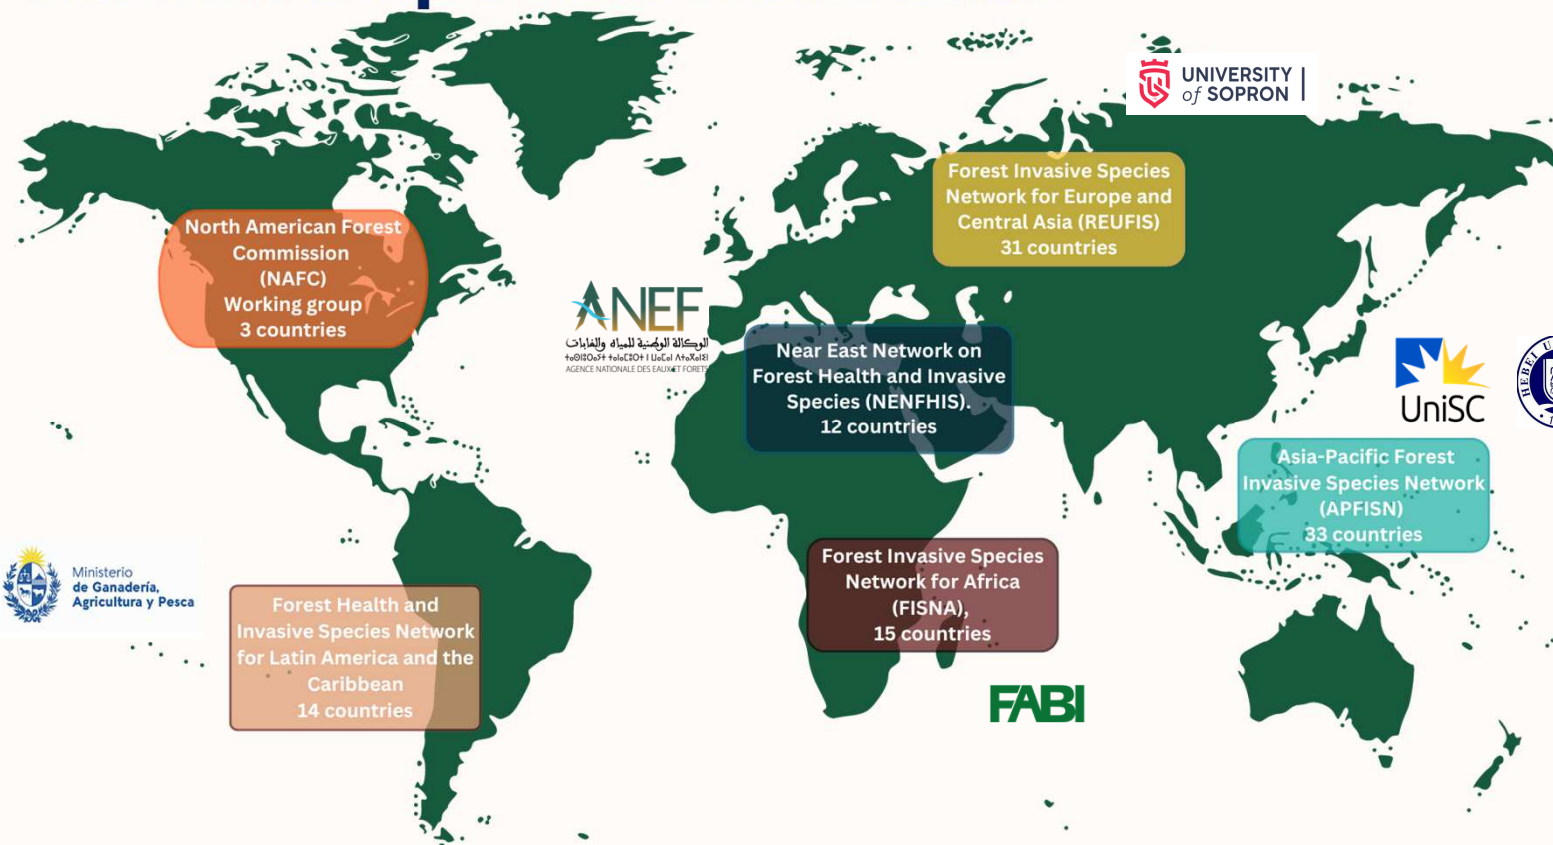 UNIVERSITY
of SOPRON
Forest Invasive Species
Network for Europe and
Central Asia (REUFIS)
31 countries
North American Forest
Commission
(NAFC)
Working group
3 countries
ANEF
الوكالة الوطنية للمياه والغابات
AGENCE NATIONALE DES EAUX ET FORETS
Near East Network on
Forest Health and Invasive
Species (NENFHIS).
12 countries
UniSC
HEBEI U
Asia-Pacific Forest
Invasive Species Network
(APFISN)
33 countries
Forest Invasive Species
Network for Africa
(FISNA),
15 countries
Ministerio
de Ganadería,
Agricultura y Pesca
Forest Health and
Invasive Species Network
for Latin America and the
Caribbean
14 countries
FABI